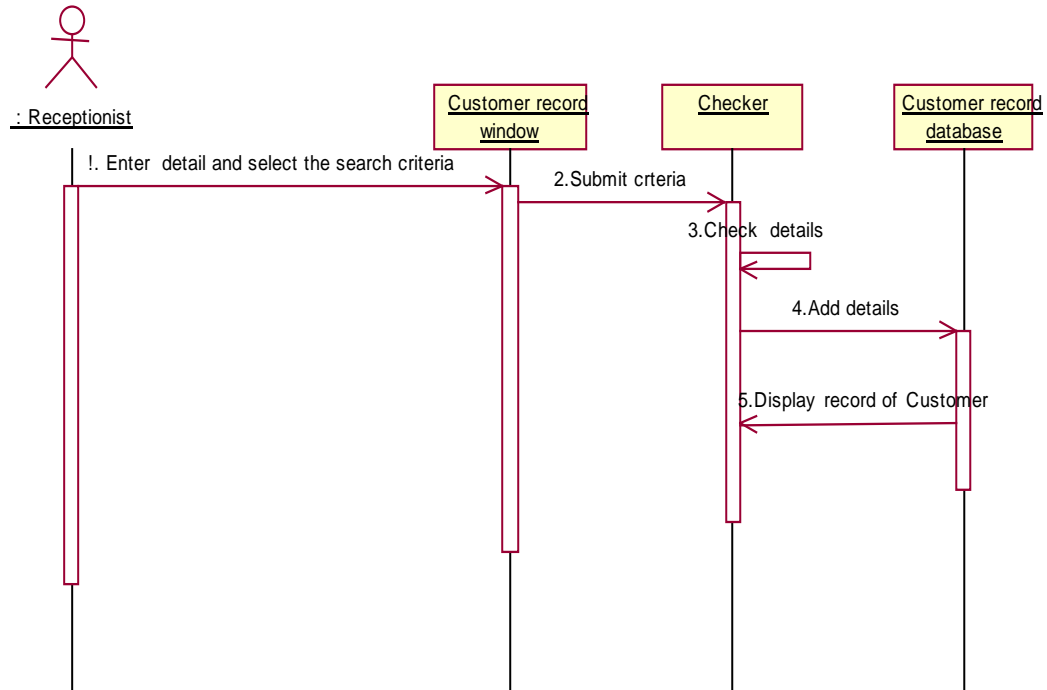 : Receptionist
Customer record
window
Checker
Customer record
database
!. Enter detail and select the search criteria
2.Submit crteria
3.Check details
4.Add details
5.Display record of Customer